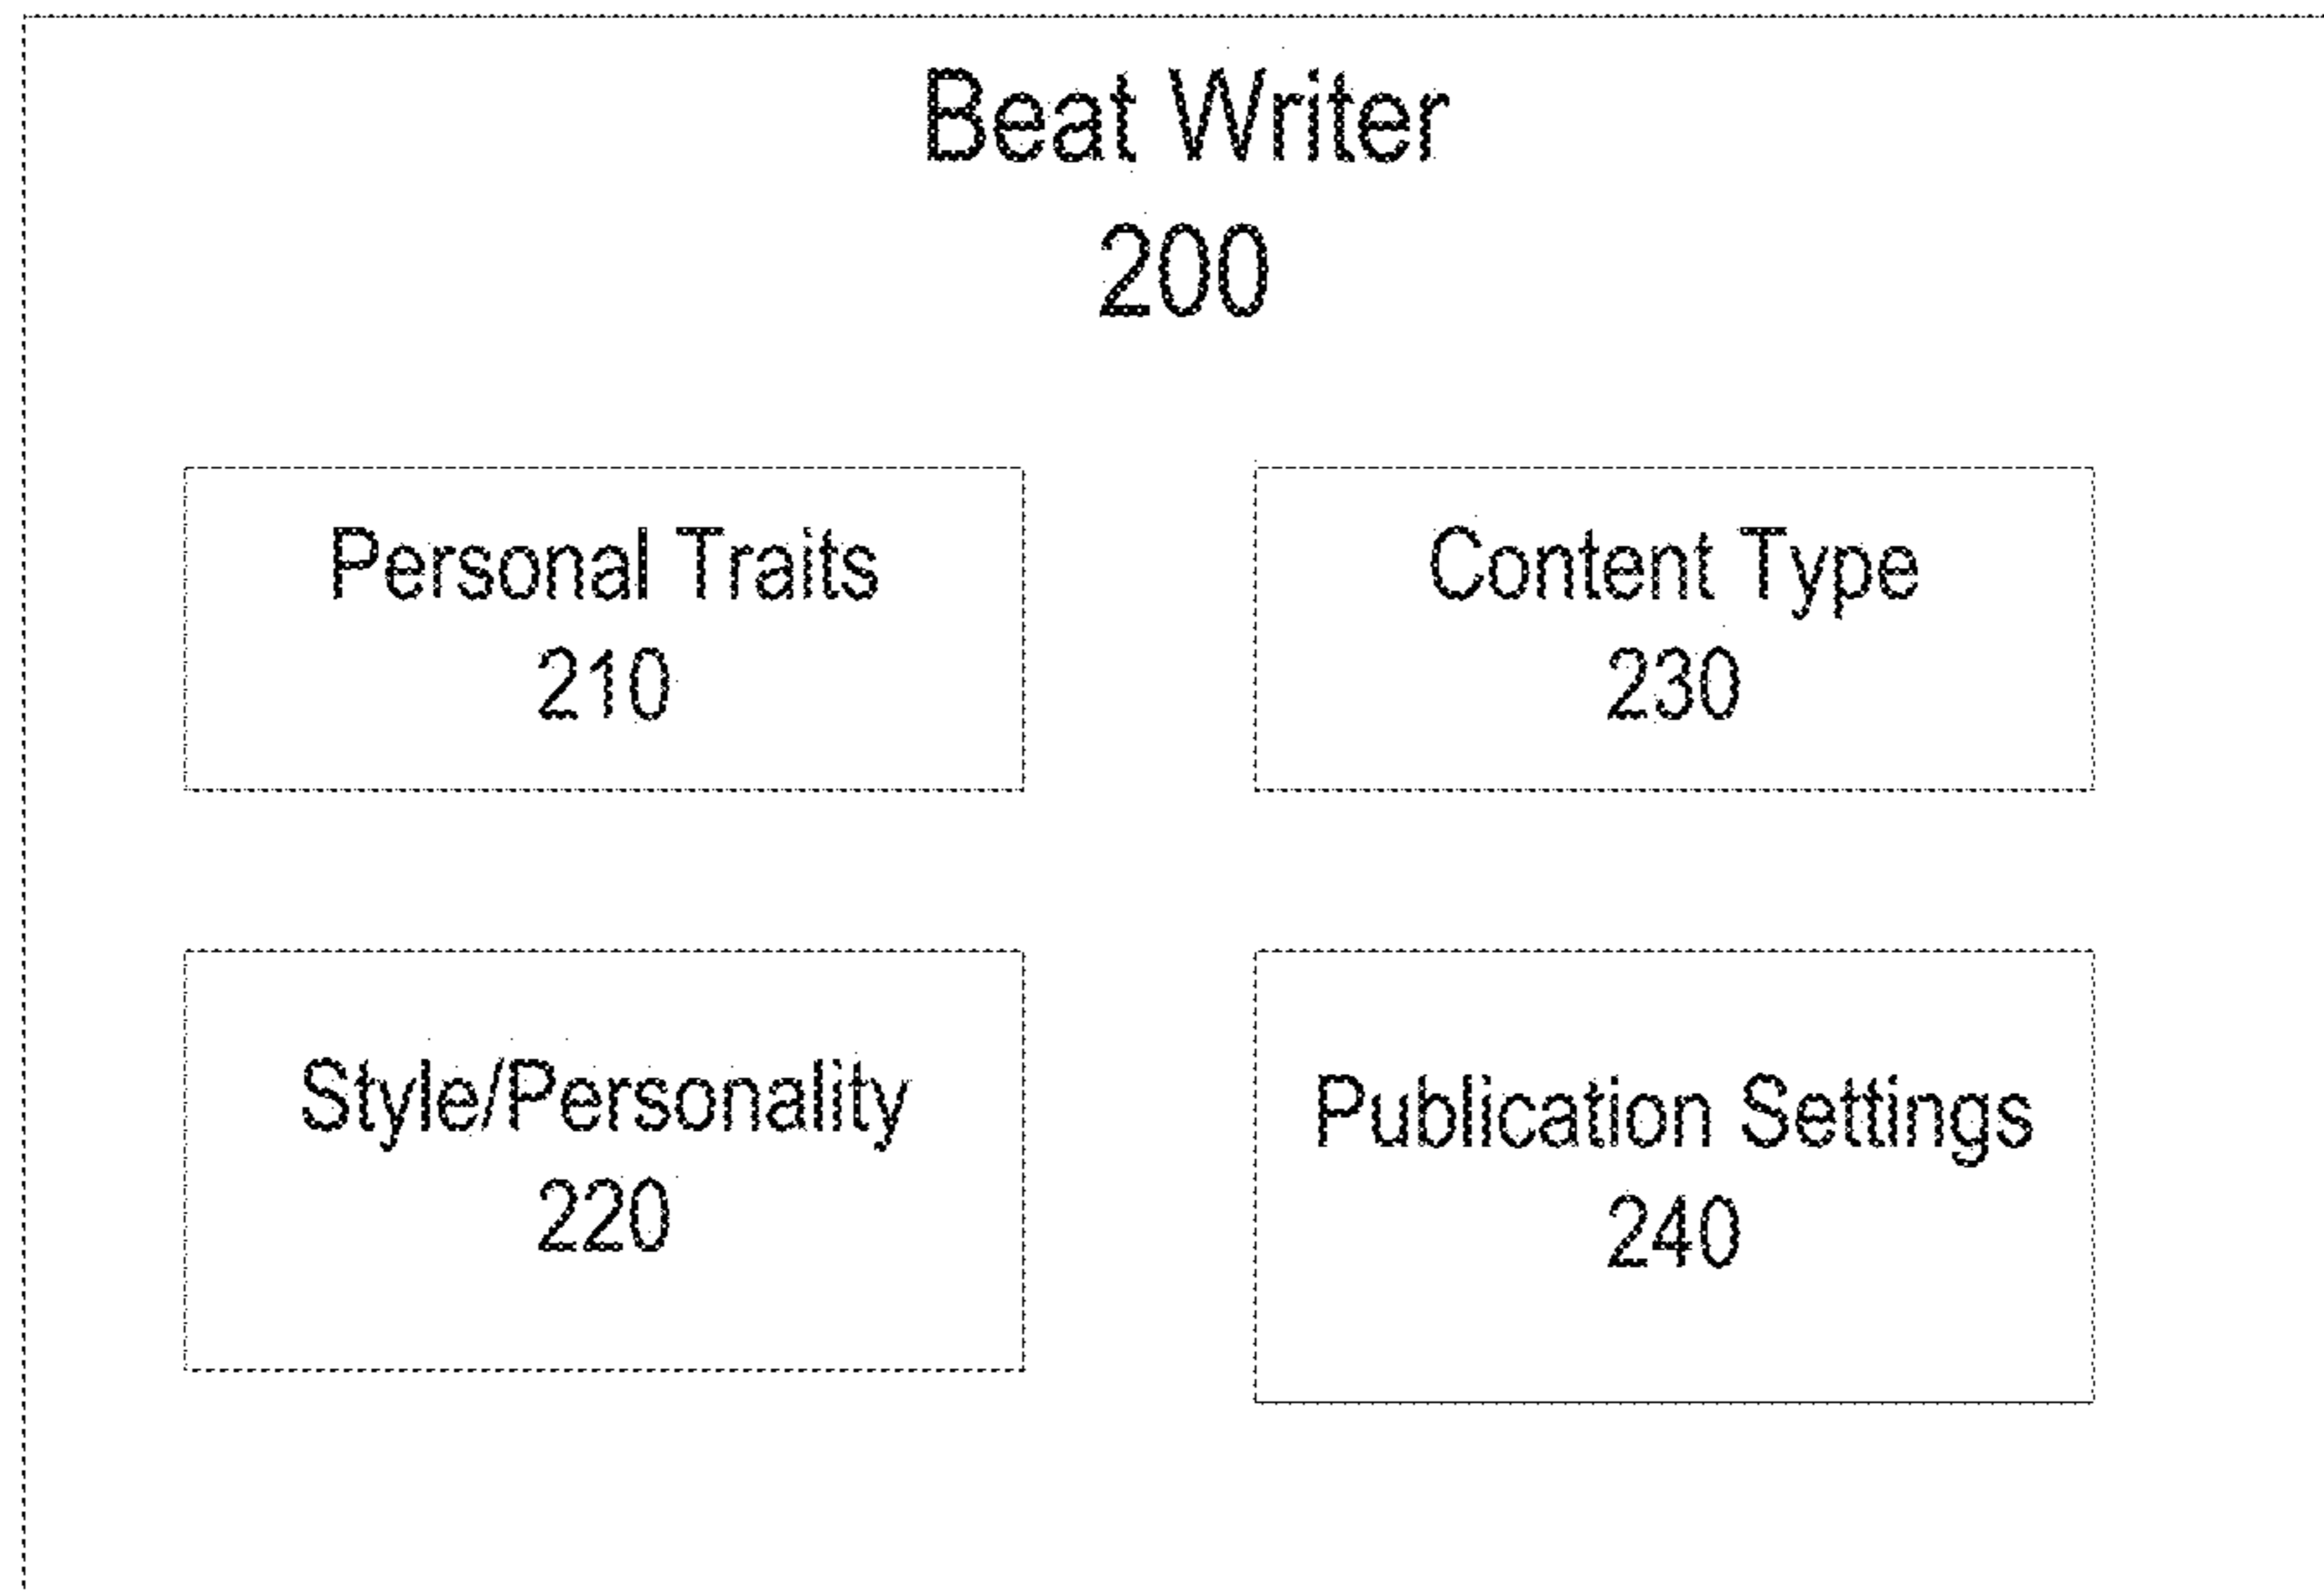 Beat Writer
200
Personal Traits
210
Content Type
230
Style/Personality
220
Publication Settings
240